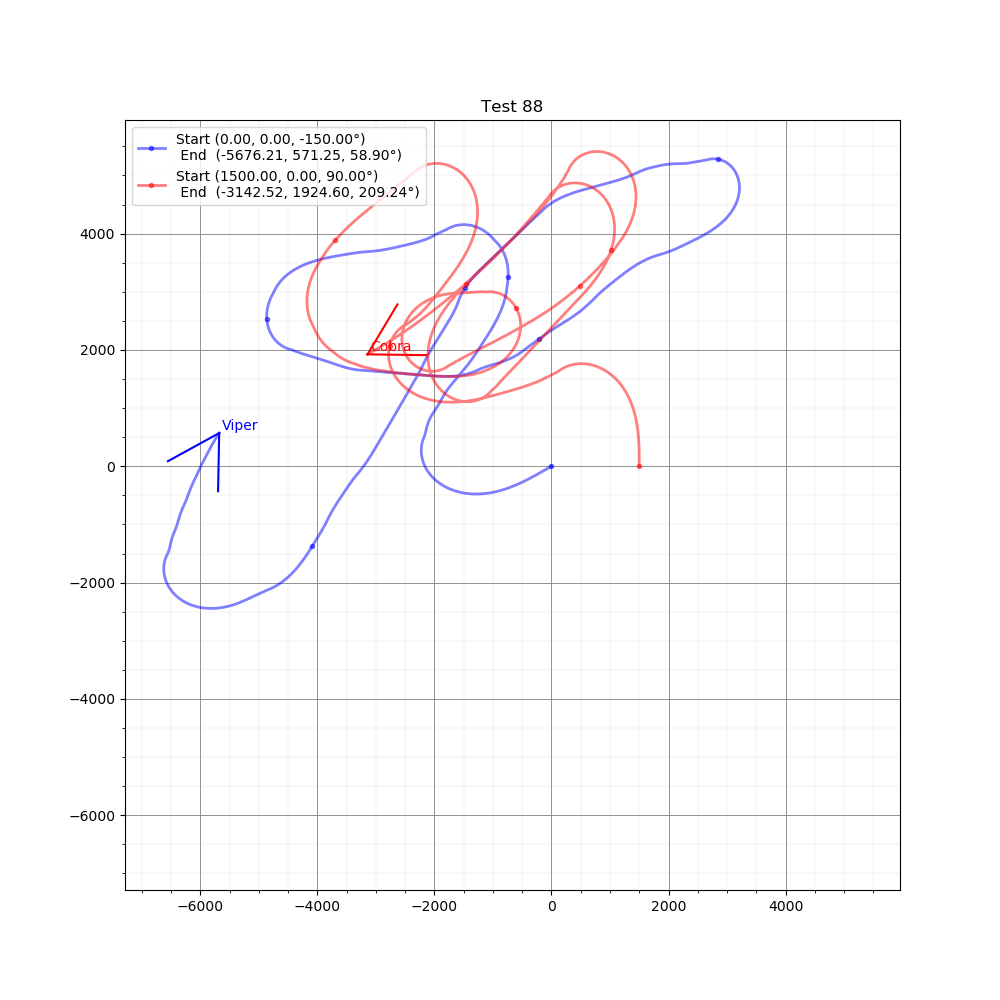 Test 88
Start (0.00, 0.00, -150.00°)
End (-5676.21, 571.25, 58.90°)
Start (1500.00, 0.00, 90.00°)
End (-3142.52, 1924.60, 209.24°)
4000
2000
0
−2000
−4000
−6000
Cobra
Viper
−6000 −4000 −2000 0 2000 4000